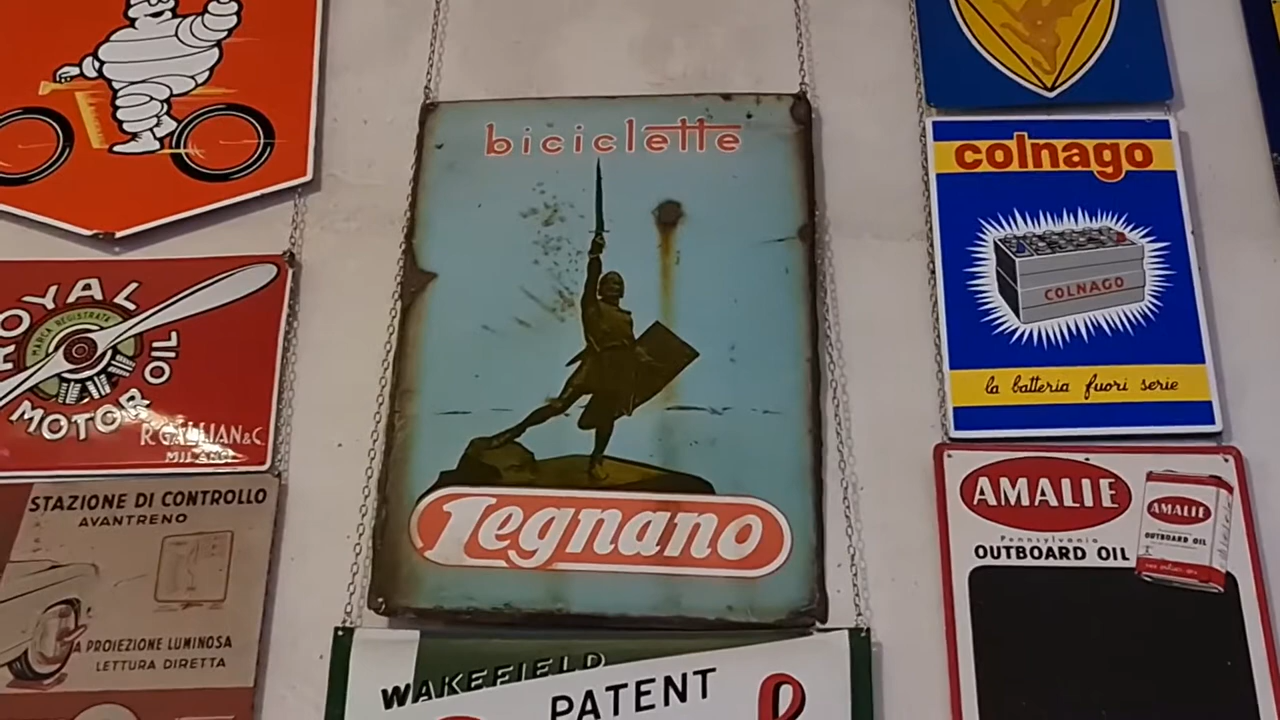 biciclette
Legnano
ROYAL
MARCA REGISTRATA
MOTOR OIL
R. GALLIAN & C.
MILANO
STAZIONE DI CONTROLLO
AVANTRENO
A PROIEZIONE LUMINOSA
LETTURA DIRETTA
WAKEFIELD
PATENT
colnago
COLNAGO
la batteria fuori serie
AMALIE
Pennsylvania
OUTBOARD OIL
AMALIE
OUTBOARD OIL